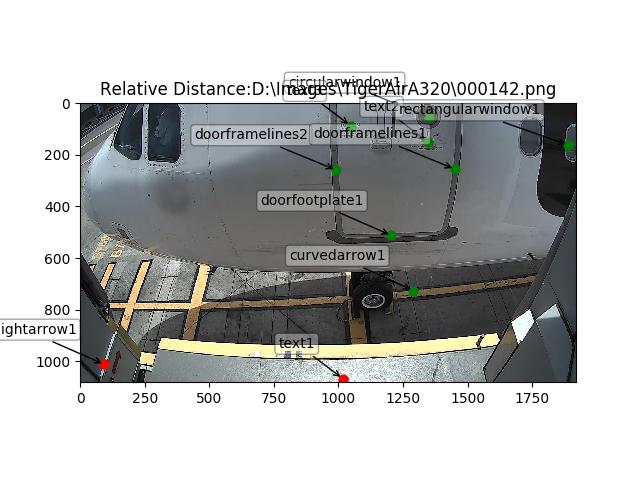 circularwindow1
Relative Distance:D:\Images\TigerAirA320\000142.png
text2
rectangularwindow1
doorframelines2
doorframelines1
doorfootplate1
curvedarrow1
ightarrow1
text1
0
200
400
600
800
1000
0
250
500
750
1000
1250
1500
1750